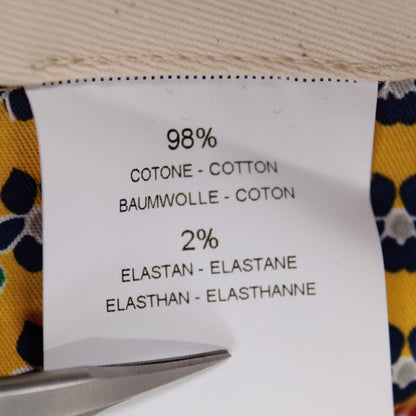 98%
COTONE - COTTON
BAUMWOLLE - COTON
2%
ELASTAN - ELASTANE
ELASTHAN - ELASTHANNE